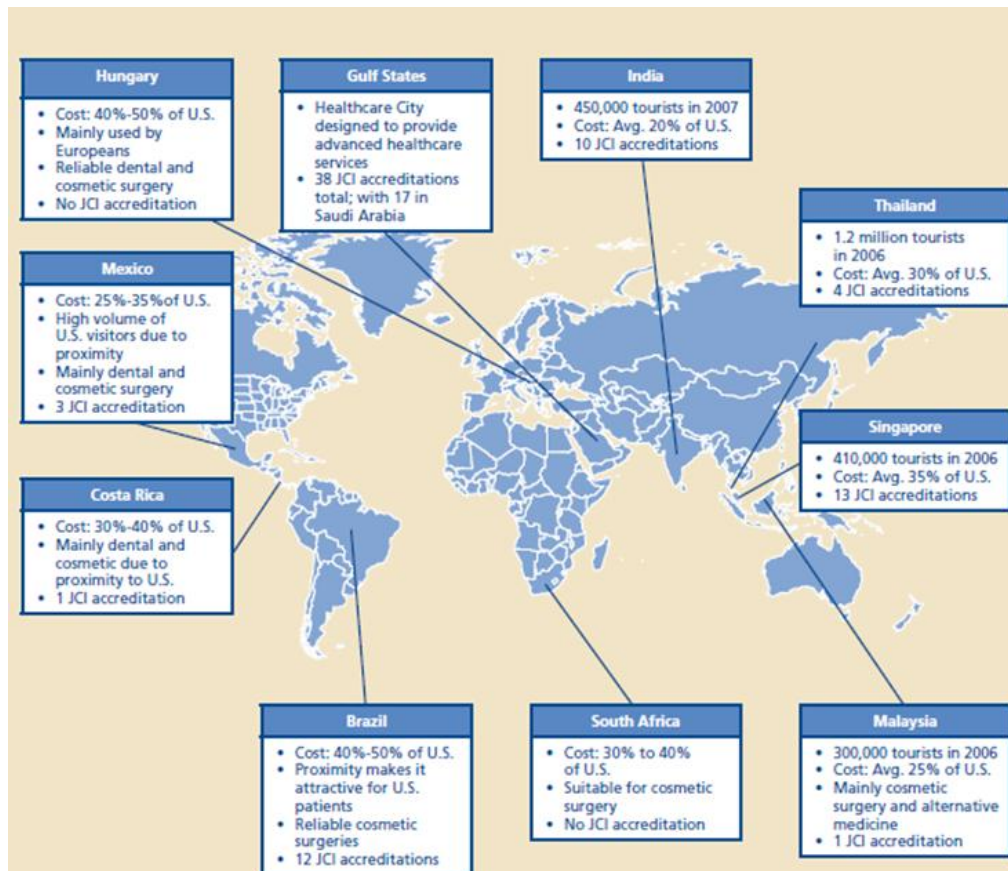 Hungary
• Cost: 40%-50% of U.S.
• Mainly used by
Europeans
• Reliable dental and
cosmetic surgery
• No JCI accreditation
Gulf States
• Healthcare City
designed to provide
advanced healthcare
services
• 38 JCI accreditations
total; with 17 in
Saudi Arabia
India
• 450,000 tourists in 2007
• Cost: Avg. 20% of U.S.
• 10 JCI accreditations
Thailand
• 1.2 million tourists
in 2006
• Cost: Avg. 30% of U.S.
• 4 JCI accreditations
Mexico
• Cost: 25%-35%of U.S.
• High volume of
U.S. visitors due to
proximity
• Mainly dental and
cosmetic surgery
• 3 JCI accreditation
Singapore
• 410,000 tourists in 2006
• Cost: Avg. 35% of U.S.
• 13 JCI accreditations
Costa Rica
• Cost: 30%-40% of U.S.
• Mainly dental and
cosmetic due to
proximity to U.S.
• 1 JCI accreditation
Brazil
• Cost: 40%-50% of U.S.
• Proximity makes it
attractive for U.S.
patients
• Reliable cosmetic
surgeries
• 12 JCI accreditations
South Africa
• Cost: 30% to 40%
of U.S.
• Suitable for cosmetic
surgery
• No JCI accreditation
Malaysia
• 300,000 tourists in 2006
• Cost: Avg. 25% of U.S.
• Mainly cosmetic
surgery and alternative
medicine
• 1 JCI accreditation